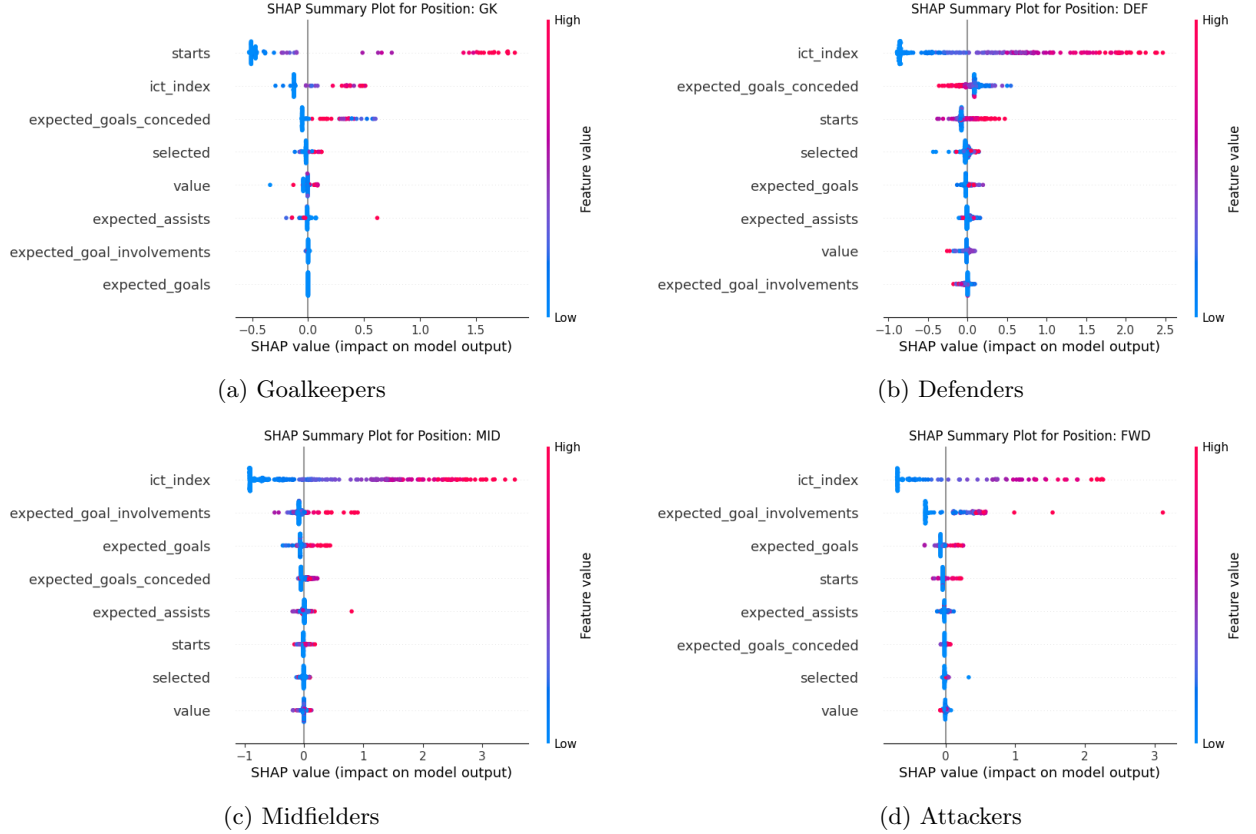 SHAP Summary Plot for Position: GK
High
starts
ict_index
expected_goals_conceded
selected
value
expected_assists
expected_goal_involvements
expected_goals
Feature value
Low
−0.5 0.0 0.5 1.0 1.5
SHAP value (impact on model output)
(a) Goalkeepers
SHAP Summary Plot for Position: DEF
High
ict_index
expected_goals_conceded
starts
selected
expected_goals
expected_assists
value
expected_goal_involvements
Feature value
Low
−1.0 −0.5 0.0 0.5 1.0 1.5 2.0 2.5
SHAP value (impact on model output)
(b) Defenders
SHAP Summary Plot for Position: MID
High
ict_index
expected_goal_involvements
expected_goals
expected_goals_conceded
expected_assists
starts
selected
value
Feature value
Low
−1 0 1 2 3
SHAP value (impact on model output)
(c) Midfielders
SHAP Summary Plot for Position: FWD
High
ict_index
expected_goal_involvements
expected_goals
starts
expected_assists
expected_goals_conceded
selected
value
Feature value
Low
0 1 2 3
SHAP value (impact on model output)
(d) Attackers